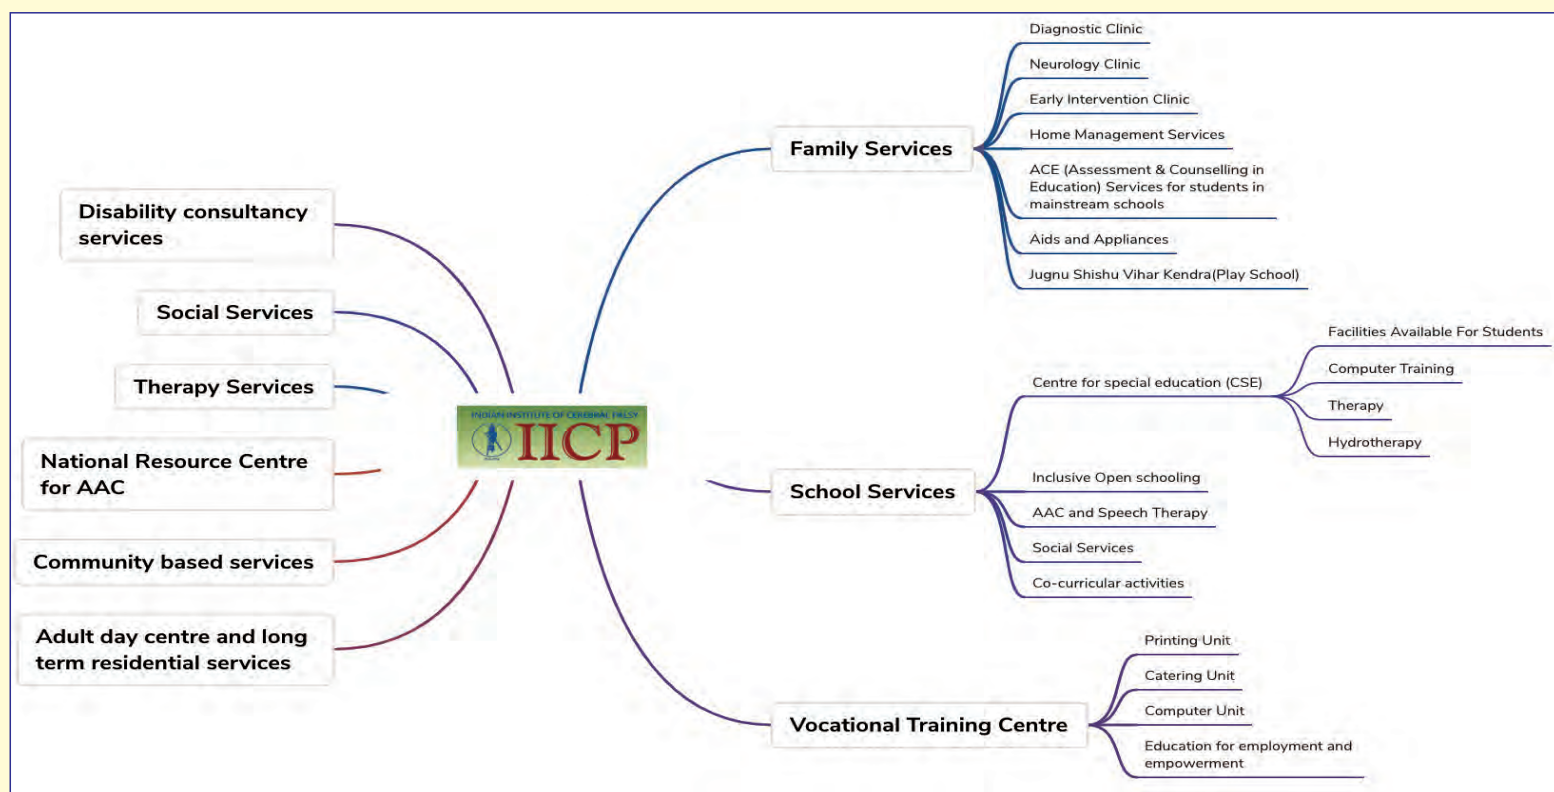 Disability consultancy
services
Social Services
Therapy Services
National Resource Centre
for AAC
Community based services
Adult day centre and long
term residential services
INDIAN INSTITUTE OF CEREBRAL PALSY
IICP
Family Services
Diagnostic Clinic
Neurology Clinic
Early Intervention Clinic
Home Management Services
ACE (Assessment & Counselling in
Education) Services for students in
mainstream schools
Aids and Appliances
Jugnu Shishu Vihar Kendra(Play School)
School Services
Centre for special education (CSE)
Facilities Available For Students
Computer Training
Therapy
Hydrotherapy
Inclusive Open schooling
AAC and Speech Therapy
Social Services
Co-curricular activities
Vocational Training Centre
Printing Unit
Catering Unit
Computer Unit
Education for employment and
empowerment